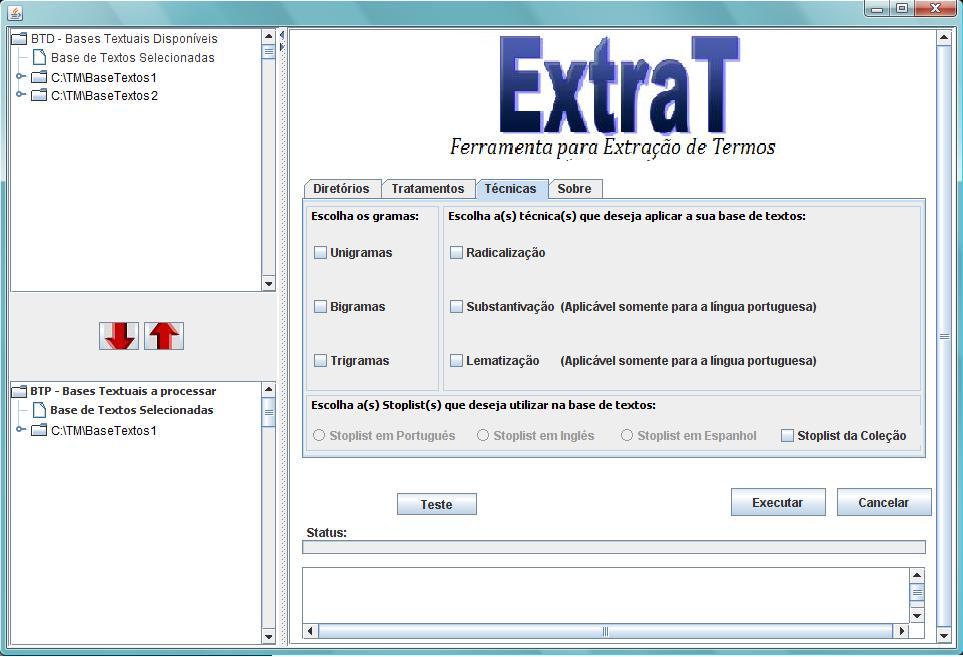 BTD - Bases Textuais Disponíveis
Base de Textos Selecionadas
C:\TM\BaseTextos1
C:\TM\BaseTextos2
BTP - Bases Textuais a processar
Base de Textos Selecionadas
C:\TM\BaseTextos1
ExtraT
Ferramenta para Extração de Termos
Diretórios Tratamentos Técnicas Sobre
Escolha os gramas:
Unigramas
Bigramas
Trigramas
Escolha a(s) técnica(s) que deseja aplicar a sua base de textos:
Radicalização
Substantivação (Aplicável somente para a língua portuguesa)
Lematização (Aplicável somente para a língua portuguesa)
Escolha a(s) Stoplist(s) que deseja utilizar na base de textos:
Stoplist em Português Stoplist em Inglês Stoplist em Espanhol Stoplist da Coleção
Teste Executar Cancelar
Status: